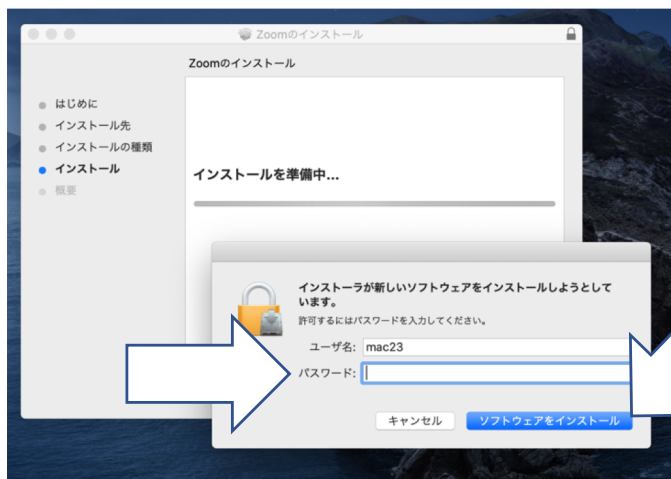 Zoomのインストール
Zoomのインストール
はじめに
インストール先
インストールの種類
インストール
概要
インストールを準備中...
インストーラが新しいソフトウェアをインストールしようとして
います。
許可するにはパスワードを入力してください。
ユーザ名: mac23
パスワード:
キャンセル ソフトウェアをインストール